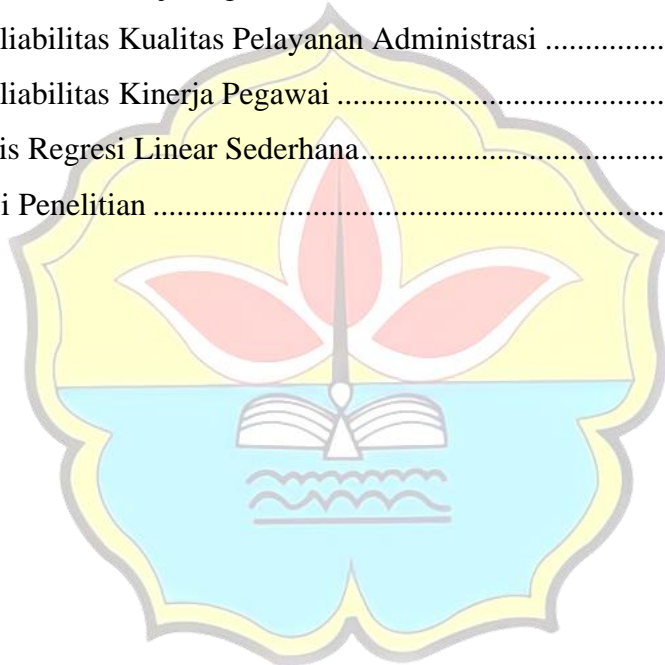 liabilitas Kualitas Pelayanan Administrasi ................
liabilitas Kinerja Pegawai .......................................
is Regresi Linear Sederhana.....................................
i Penelitian ..............................................................